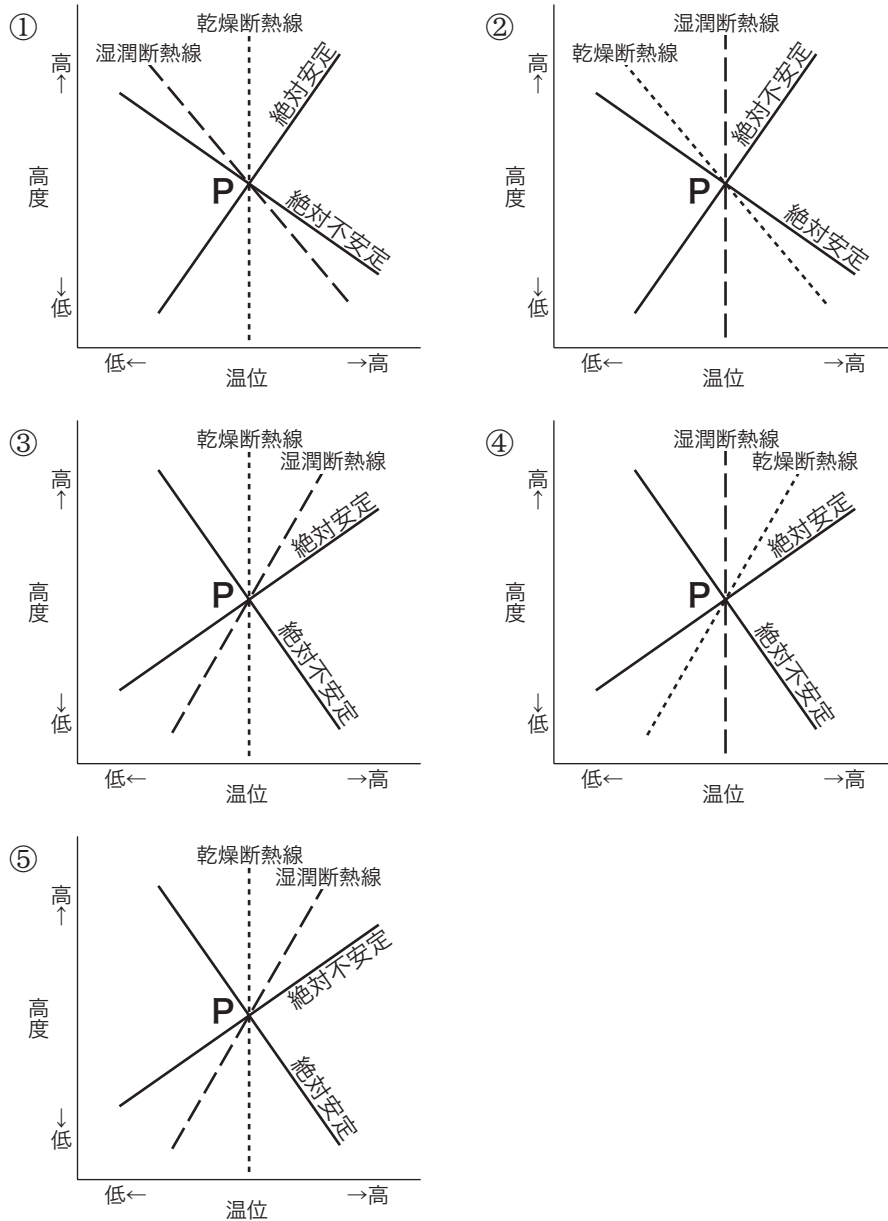 ①
乾燥断熱線
湿潤断熱線
高
↑
高度
↓
低
絶対安定
P
絶対不安定
低←
温位
→高
②
湿潤断熱線
乾燥断熱線
高
↑
高度
↓
低
絶対不安定
P
絶対安定
低←
温位
→高
③
乾燥断熱線
湿潤断熱線
高
↑
高度
↓
低
絶対安定
P
絶対不安定
低←
温位
→高
④
湿潤断熱線
乾燥断熱線
高
↑
高度
↓
低
絶対安定
P
絶対不安定
低←
温位
→高
⑤
乾燥断熱線
湿潤断熱線
高
↑
高度
↓
低
絶対不安定
P
絶対安定
低←
温位
→高